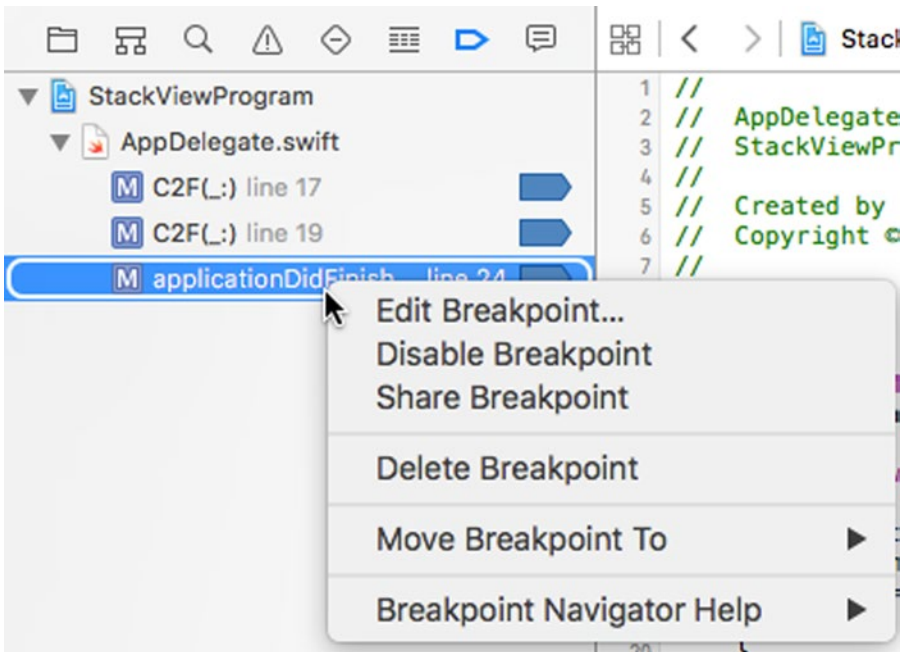 Stack
StackViewProgram
AppDelegate.swift
M C2F(_:) line 17
M C2F(_:) line 19
M applicationDidFinish... line 24
1 //
2 // AppDelegate
3 // StackViewPr
4 //
5 // Created by
6 // Copyright ©
7 //
Edit Breakpoint...
Disable Breakpoint
Share Breakpoint
Delete Breakpoint
Move Breakpoint To
Breakpoint Navigator Help